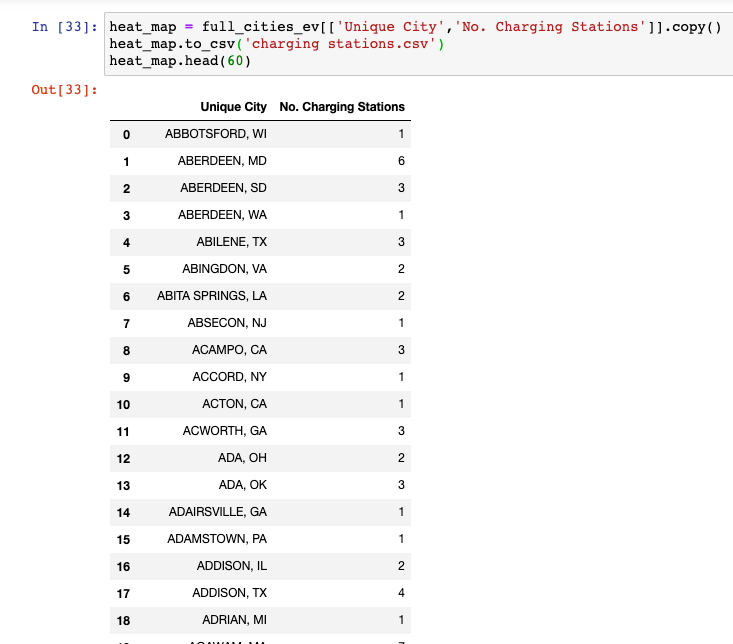 In [33]: heat_map = full_cities_ev[['Unique City','No. Charging Stations']].copy()
heat_map.to_csv('charging stations.csv')
heat_map.head(60)
Out[33]:
Unique City No. Charging Stations
0 ABBOTSFORD, WI 1
1 ABERDEEN, MD 6
2 ABERDEEN, SD 3
3 ABERDEEN, WA 1
4 ABILENE, TX 3
5 ABINGDON, VA 2
6 ABITA SPRINGS, LA 2
7 ABSECON, NJ 1
8 ACAMPO, CA 3
9 ACCORD, NY 1
10 ACTON, CA 1
11 ACWORTH, GA 3
12 ADA, OH 2
13 ADA, OK 3
14 ADAIRSVILLE, GA 1
15 ADAMSTOWN, PA 1
16 ADDISON, IL 2
17 ADDISON, TX 4
18 ADRIAN, MI 1